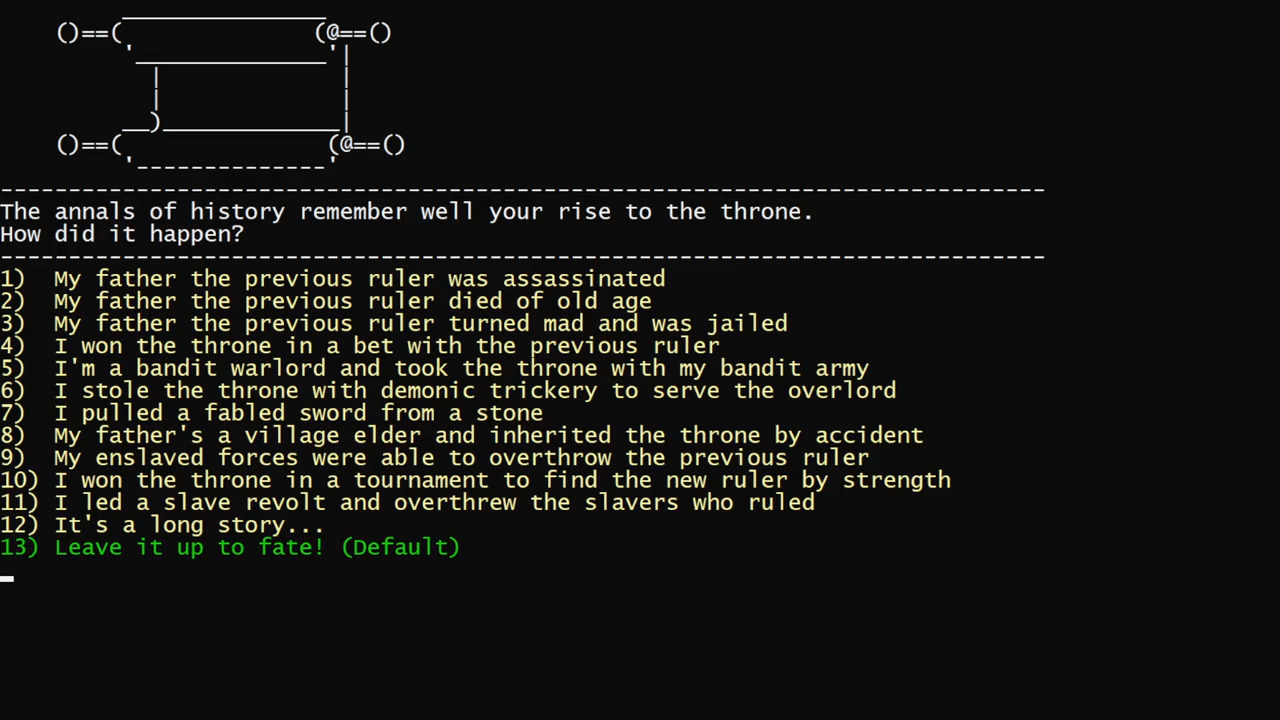 The annals of history remember well your rise to the throne.
How did it happen?
1) My father the previous ruler was assassinated
2) My father the previous ruler died of old age
3) My father the previous ruler turned mad and was jailed
4) I won the throne in a bet with the previous ruler
5) I'm a bandit warlord and took the throne with my bandit army
6) I stole the throne with demonic trickery to serve the overlord
7) I pulled a fabled sword from a stone
8) My father's a village elder and inherited the throne by accident
9) My enslaved forces were able to overthrow the previous ruler
10) I won the throne in a tournament to find the new ruler by strength
11) I led a slave revolt and overthrew the slavers who ruled
12) It's a long story...
13) Leave it up to fate! (Default)